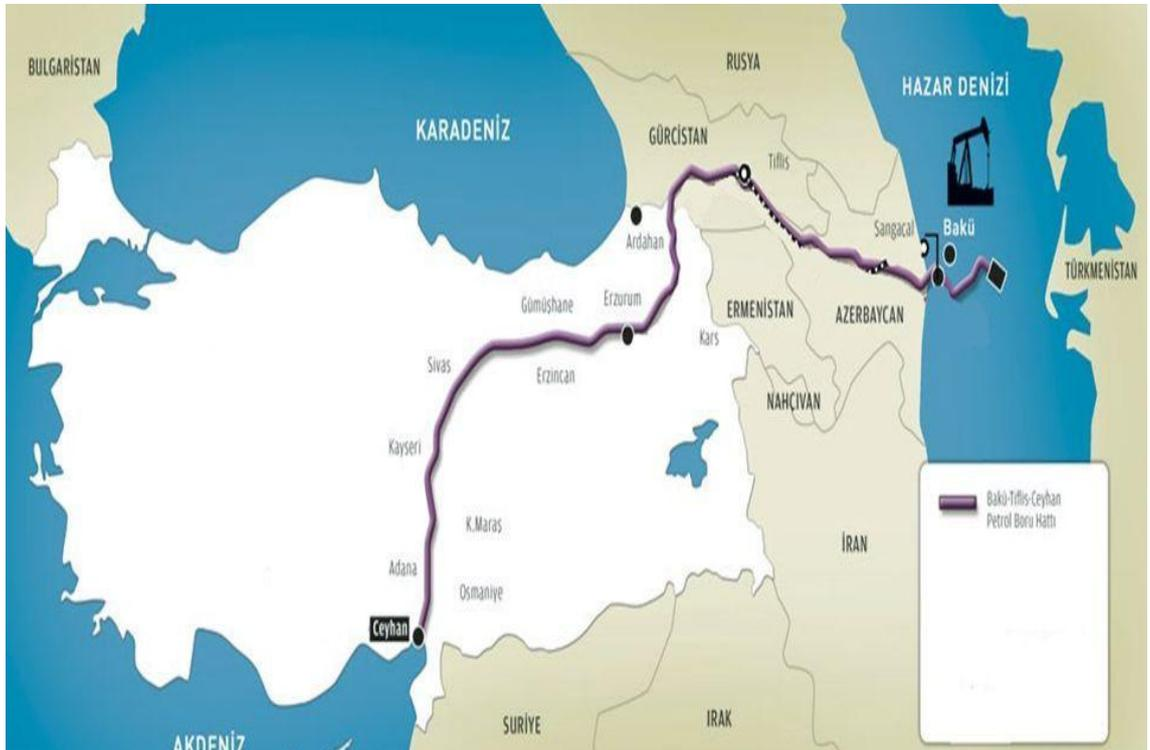 BULGARİSTAN
RUSYA
HAZAR DENİZİ
KARADENİZ
GÜRCİSTAN
Tiflis
Ardahan
Sangaçal
Bakü
TÜRKMENİSTAN
Gümüşhane
Erzurum
ERMENİSTAN
AZERBAYCAN
Kars
Sivas
Erzincan
NAHÇIVAN
Kayseri
Bakü-Tiflis-Ceyhan
Petrol Boru Hattı
K.Maraş
İRAN
Adana
Osmaniye
Ceyhan
SURİYE
IRAK
AKDENİZ